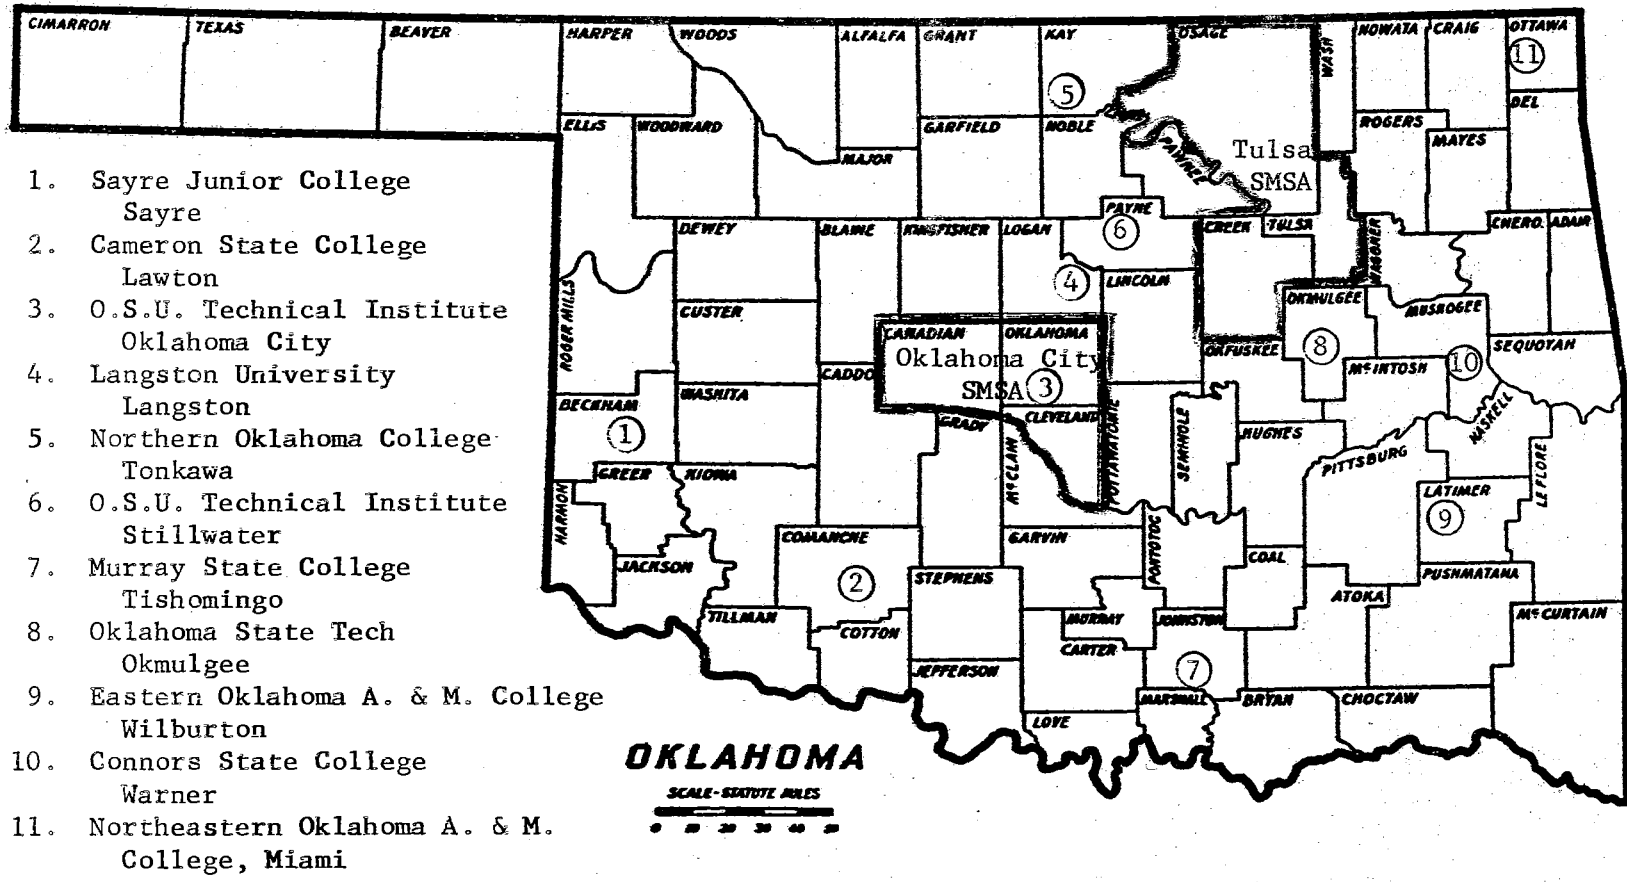 CIMARRON
TEXAS
BEAVER
HARPER
WOODS
ALFALFA
GRANT
KAY
OSAGE
WASH
NOWATA
CRAIG
OTTAWA
11
5
DEL
ELLIS
WOODWARD
GARFIELD
NOBLE
ROGERS
MAYES
MAJOR
PAWNEE
Tulsa
SMSA
PAYNE
6
DEWEY
BLAINE
KINGFISHER
LOGAN
CREEK
TULSA
WAGONER
CHERO.
ADAIR
4
LINCOLN
ROGER MILLS
CUSTER
OKMULGEE
MUSKOGEE
CANADIAN
OKLAHOMA
Oklahoma City
SMSA
3
OKFUSKEE
8
10
SEQUOYAH
CADDO
McINTOSH
WASHITA
BECKHAM
1
GRADY
CLEVELAND
McCLAIN
POTTAWATOMIE
SEMINOLE
HUGHES
PITTSBURG
HASKELL
LE FLORE
GREER
KIOWA
HARMON
LATIMER
9
COMANCHE
2
GARVIN
PONTOTOC
COAL
JACKSON
STEPHENS
ATOKA
PUSHMATAHA
McCURTAIN
TILLMAN
COTTON
MURRAY
JOHNSTON
CARTER
7
JEFFERSON
MARSHALL
BRYAN
CHOCTAW
LOVE
1. Sayre Junior College
Sayre
2. Cameron State College
Lawton
3. O.S.U. Technical Institute
Oklahoma City
4. Langston University
Langston
5. Northern Oklahoma College
Tonkawa
6. O.S.U. Technical Institute
Stillwater
7. Murray State College
Tishomingo
8. Oklahoma State Tech
Okmulgee
9. Eastern Oklahoma A. & M. College
Wilburton
10. Connors State College
Warner
11. Northeastern Oklahoma A. & M.
College, Miami
OKLAHOMA
SCALE-STATUTE MILES
0 10 20 30 40 50